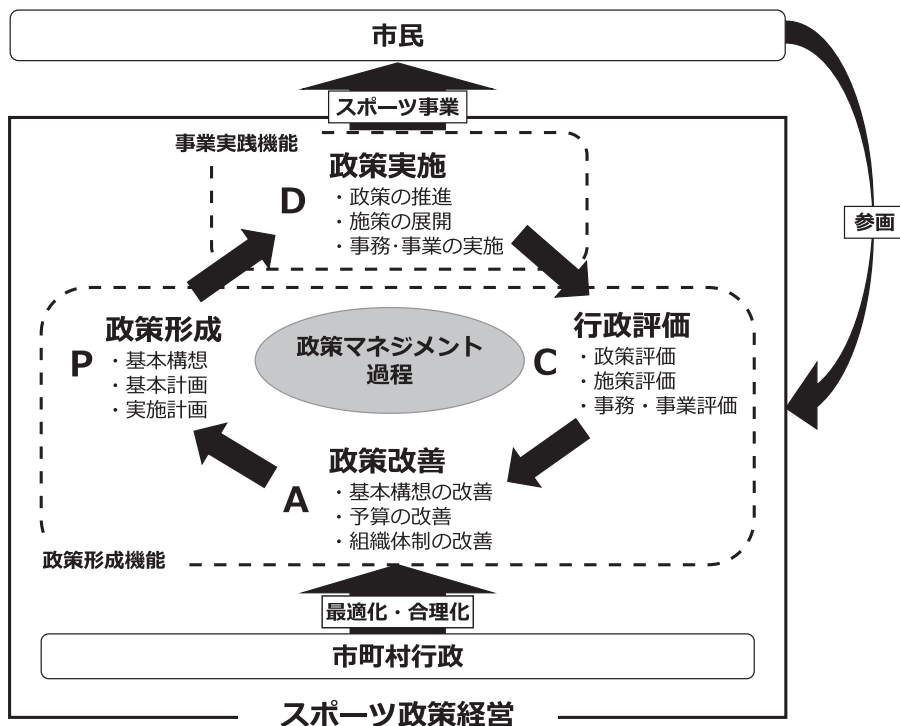 市民
スポーツ事業
事業実践機能
政策実施
D
・政策の推進
・施策の展開
・事務・事業の実施
参画
政策形成
P
・基本構想
・基本計画
・実施計画
政策マネジメント
過程
行政評価
C
・政策評価
・施策評価
・事務・事業評価
政策改善
A
・基本構想の改善
・予算の改善
・組織体制の改善
政策形成機能
最適化・合理化
市町村行政
スポーツ政策経営